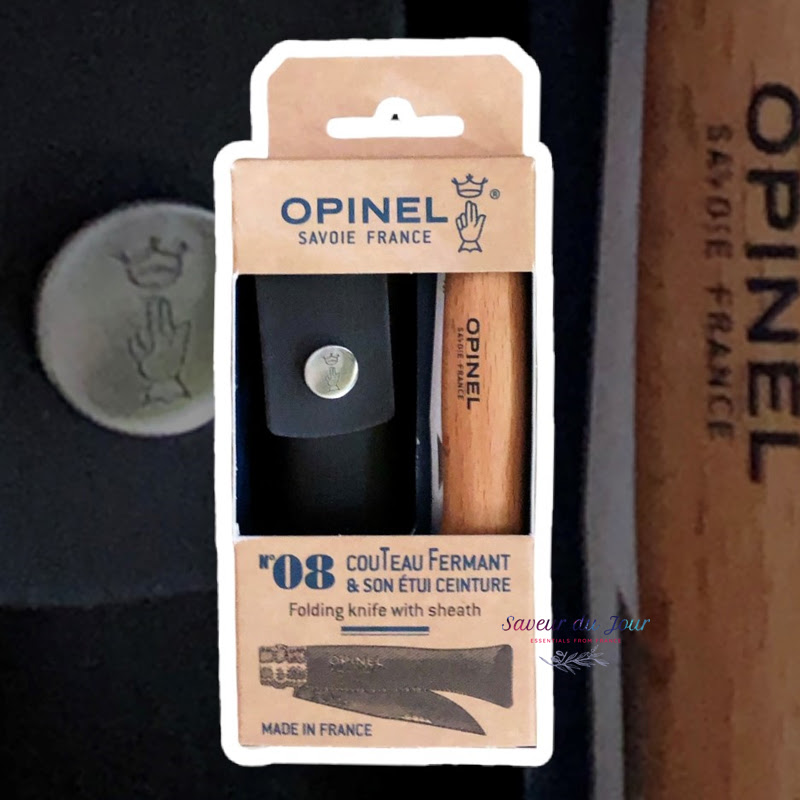 OPINEL
®
SAVOIE FRANCE
OPINEL
SAVOIE FRANCE
N°08
COUTEAU FERMANT
& SON ÉTUI CEINTURE
Folding knife with sheath
OPINEL
MADE IN FRANCE
Saveur du Jour
OPINEL
SAVOIE FRANCE